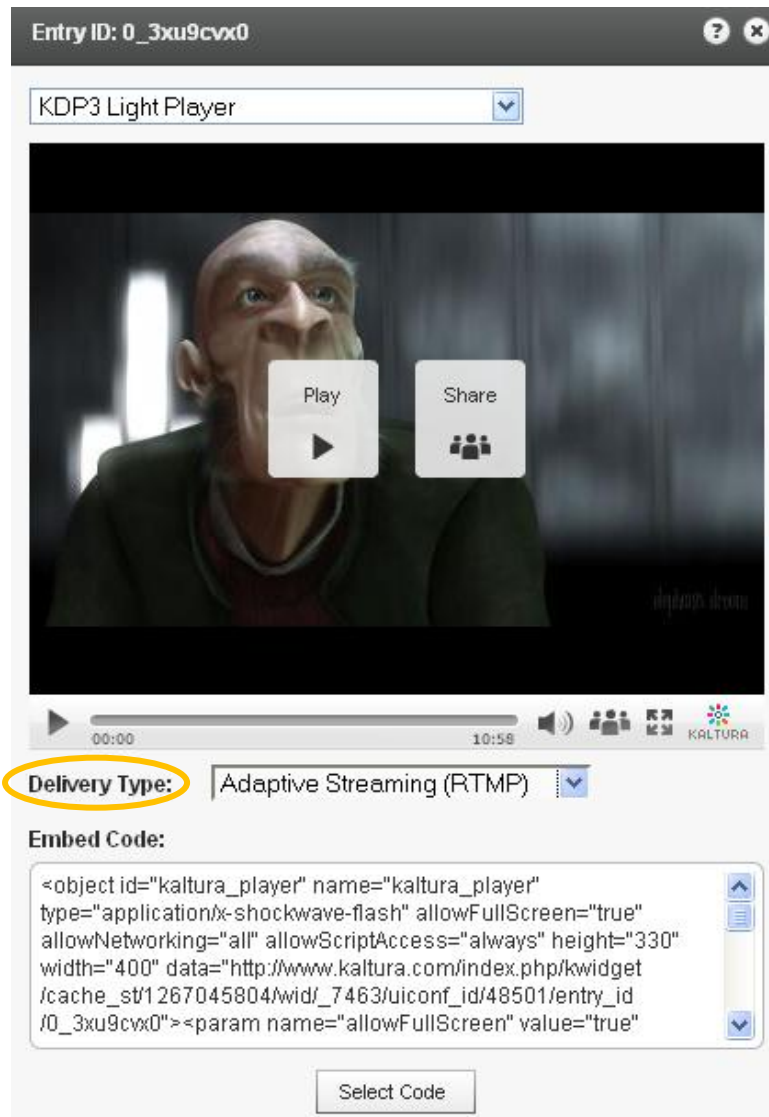 Entry ID: 0_3xu9cvx0
KDP3 Light Player
Play
Share
elephants dream
00:00
10:58
KALTURA
Delivery Type:
Adaptive Streaming (RTMP)
Embed Code:
<object id="kaltura_player" name="kaltura_player"
type="application/x-shockwave-flash" allowFullScreen="true"
allowNetworking="all" allowScriptAccess="always" height="330"
width="400" data="http://www.kaltura.com/index.php/kwidget
/cache_st/1267045804/wid/_7463/uiconf_id/48501/entry_id
/0_3xu9cvx0"><param name="allowFullScreen" value="true"
Select Code